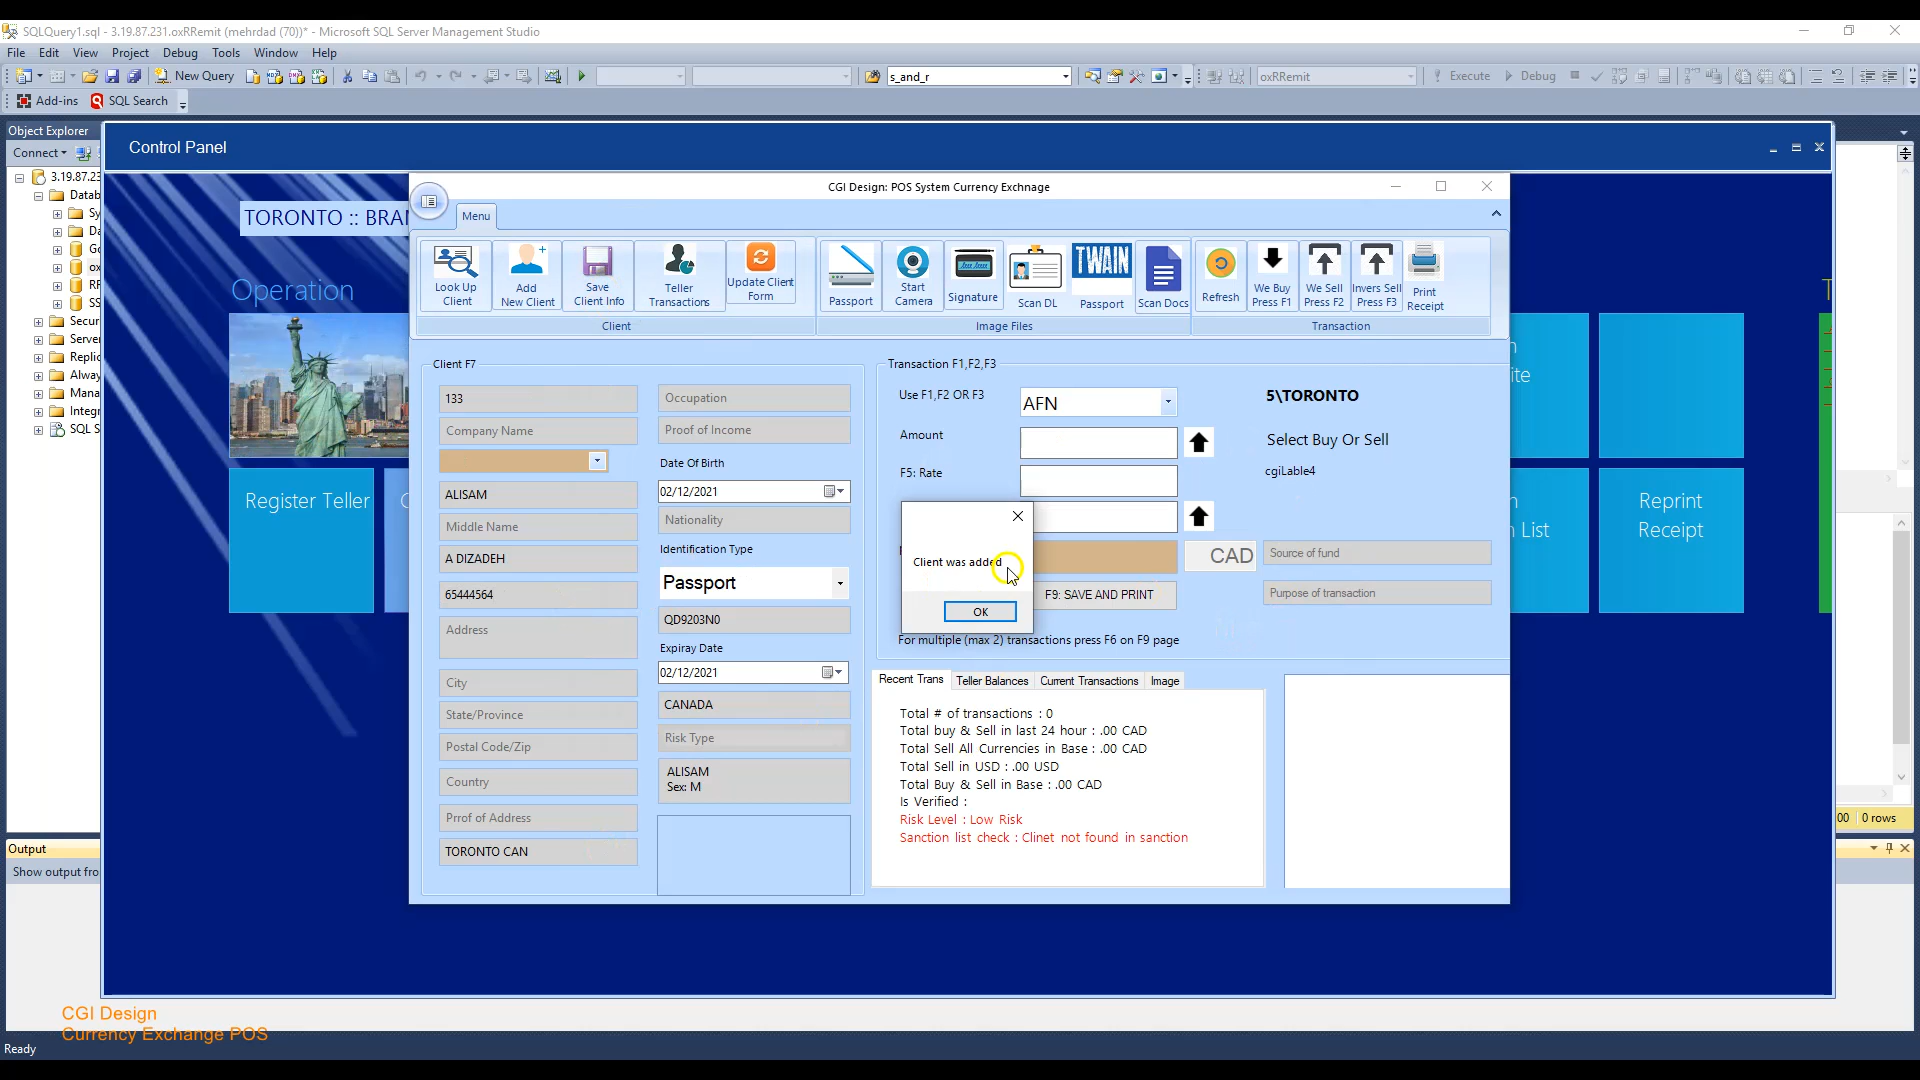 SQLQuery1.sql - 3.19.87.231.oxRRemit (mehrdad (70))* - Microsoft SQL Server Management Studio
File Edit View Project Debug Tools Window Help
New Query
s_and_r
oxRRemit
Execute
Debug
Add-ins
SQL Search
Object Explorer
Connect
3.19.87.23
Datab
Sy
Da
Secur
Server
Replic
Alway
Mana
Integr
SQL S
Output
Show output fro
Ready
Control Panel
TORONTO :: BRA
Operation
Register Teller
Reprint
Receipt
CGI Design: POS System Currency Exchnage
Menu
Look Up
Client
Add
New Client
Save
Client Info
Teller
Transactions
Update Client
Form
Client
Passport
Start
Camera
Signature
Scan DL
TWAIN
Passport
Scan Docs
Image Files
Refresh
We Buy
Press F1
We Sell
Press F2
Invers Sell
Press F3
Print
Receipt
Transaction
Client F7
133
Company Name
ALISAM
Middle Name
A DIZADEH
65444564
Address
City
State/Province
Postal Code/Zip
Country
Prrof of Address
TORONTO CAN
Occupation
Proof of Income
Date Of Birth
02/12/2021
Nationality
Identification Type
Passport
QD9203N0
Expiray Date
02/12/2021
CANADA
Risk Type
ALISAM
Sex: M
Transaction F1,F2,F3
Use F1,F2 OR F3
AFN
Amount
F5: Rate
5\TORONTO
Select Buy Or Sell
cgiLable4
CAD
Source of fund
Purpose of transaction
F9: SAVE AND PRINT
For multiple (max 2) transactions press F6 on F9 page
Client was added
OK
Recent Trans
Teller Balances
Current Transactions
Image
Total # of transactions : 0
Total buy & Sell in last 24 hour : .00 CAD
Total Sell All Currencies in Base : .00 CAD
Total Sell in USD : .00 USD
Total Buy & Sell in Base : .00 CAD
Is Verified :
Risk Level : Low Risk
Sanction list check : Clinet not found in sanction
00
0 rows
CGI Design
Currency Exchange POS